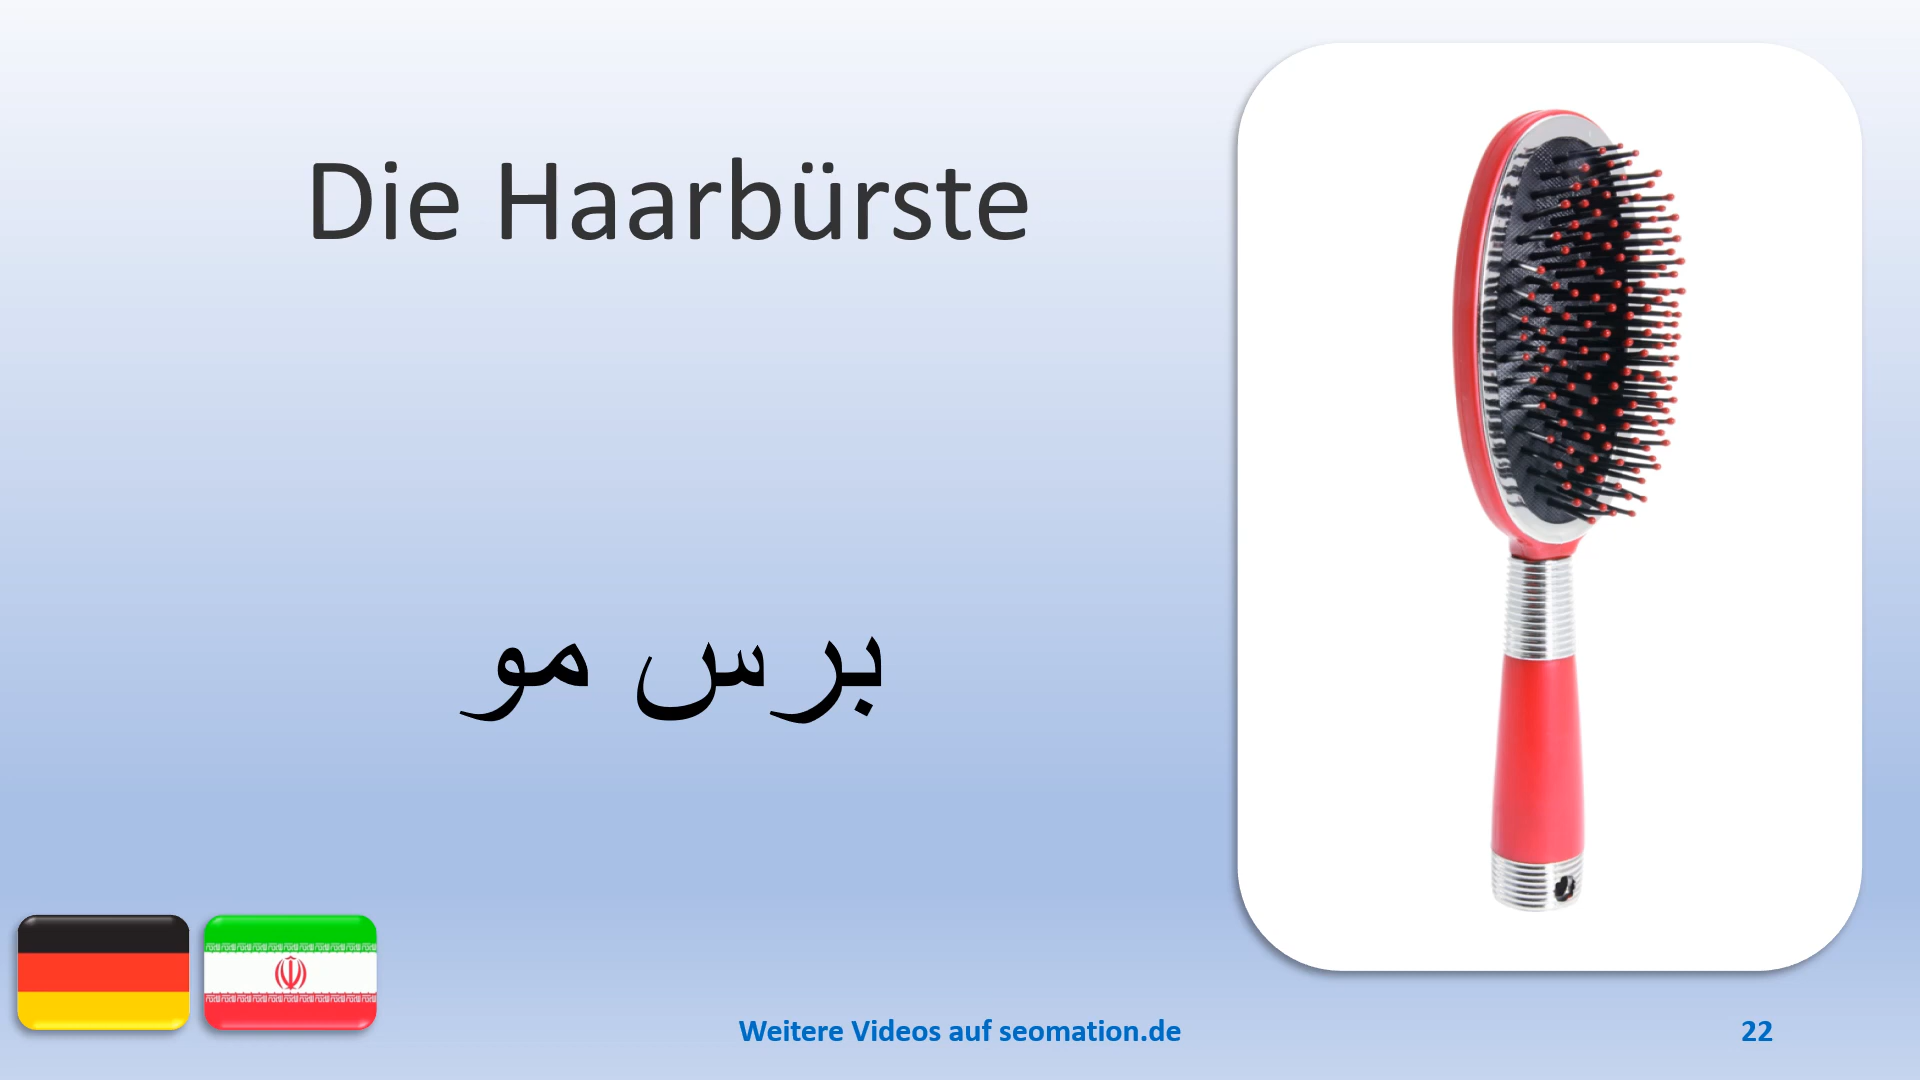 Die Haarbürste
برس مو
Weitere Videos auf seomation.de
22